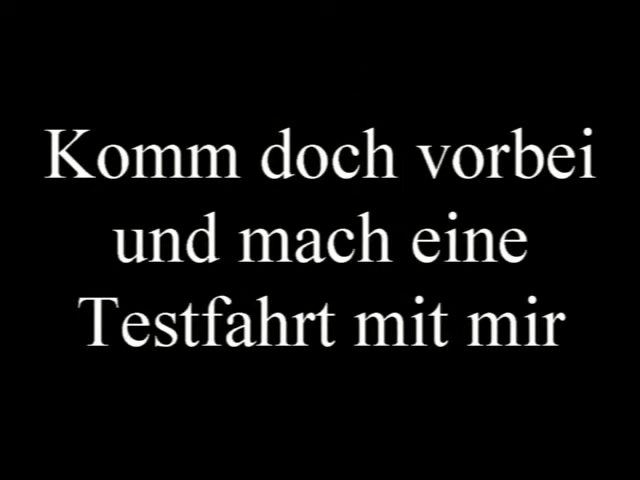 Komm doch vorbei
und mach eine
Testfahrt mit mir